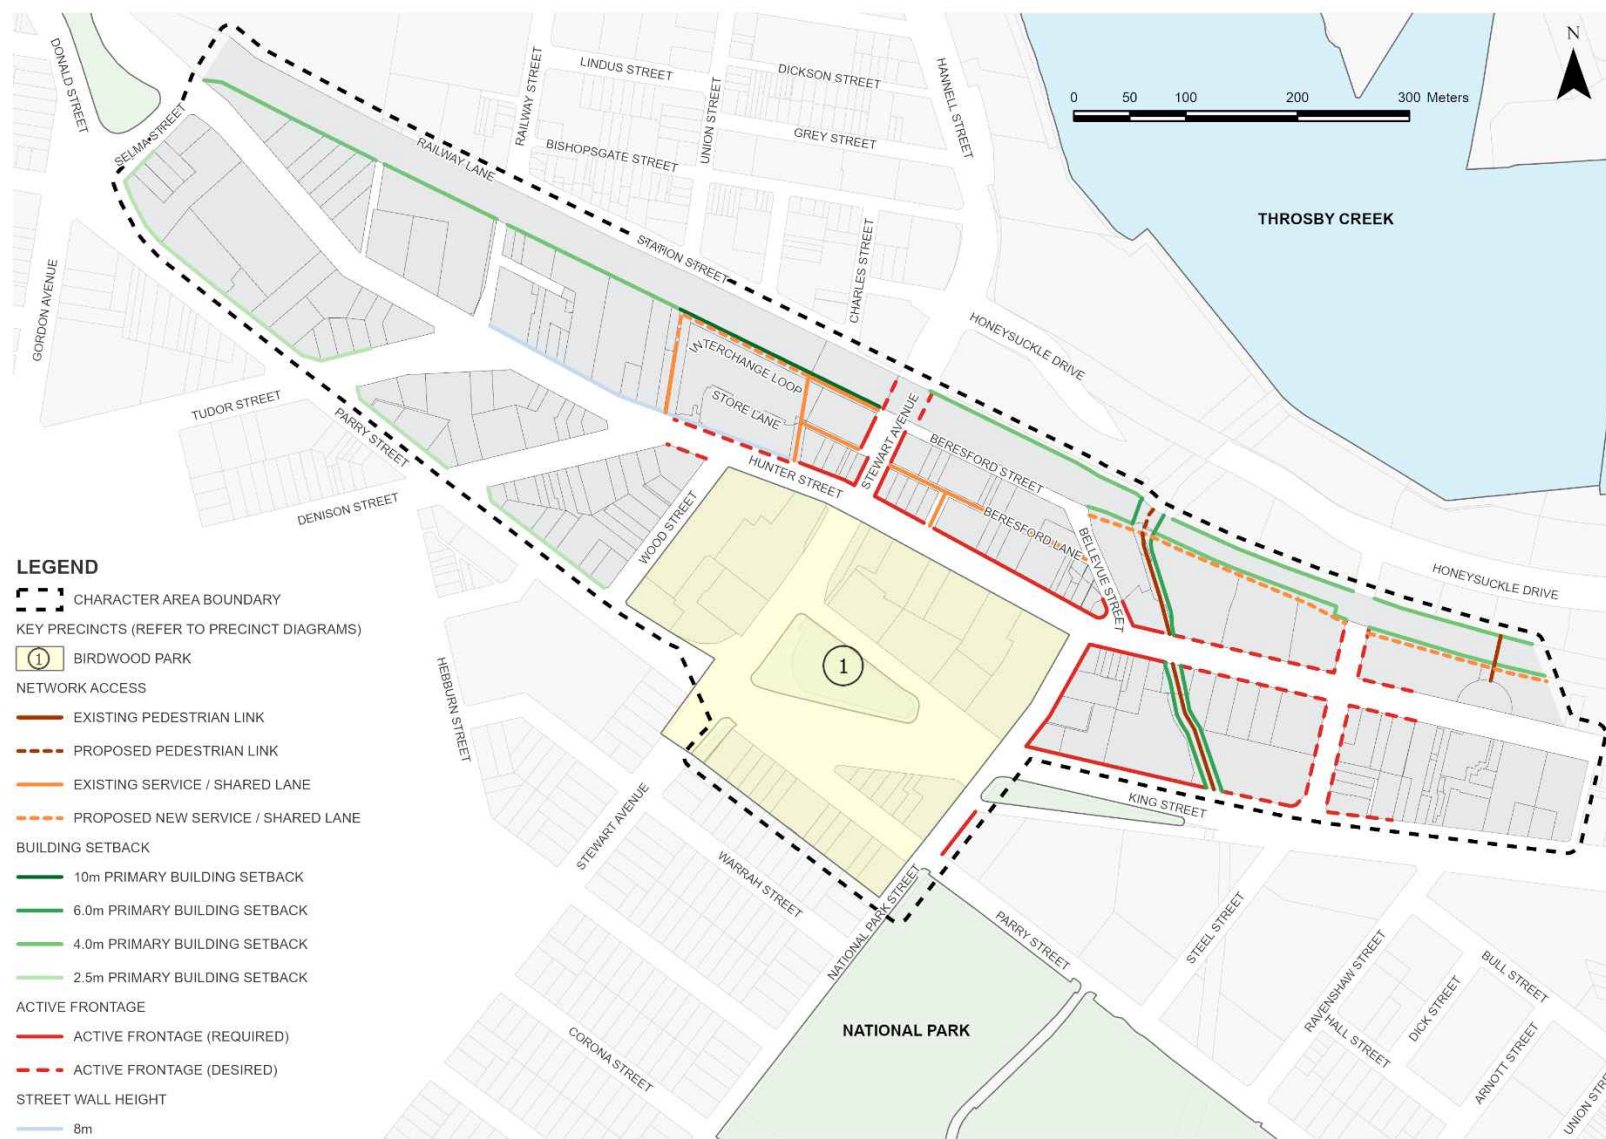 DONALD STREET
LINDUS STREET
DICKSON STREET
RAILWAY STREET
UNION STREET
HANNELL STREET
N
0 50 100 200 300 Meters
SELMA STREET
RAILWAY LANE
BISHOPSGATE STREET
GREY STREET
THROSBY CREEK
STATION STREET
CHARLES STREET
GORDON AVENUE
HONEYSUCKLE DRIVE
INTERCHANGE LOOP
STORE LANE
TUDOR STREET
PARRY STREET
STEWART AVENUE
BERESFORD STREET
HUNTER STREET
DENISON STREET
WOOD STREET
BERESFORD LANE
BELLEVUE STREET
HONEYSUCKLE DRIVE
1
HEBBURN STREET
KING STREET
STEWART AVENUE
WARRAH STREET
NATIONAL PARK STREET
PARRY STREET
STEEL STREET
RAVENSHAW STREET
BULL STREET
DICK STREET
HALL STREET
ARNOTT STREET
CORONA STREET
NATIONAL PARK
LEGEND
CHARACTER AREA BOUNDARY
KEY PRECINCTS (REFER TO PRECINCT DIAGRAMS)
1 BIRDWOOD PARK
NETWORK ACCESS
EXISTING PEDESTRIAN LINK
PROPOSED PEDESTRIAN LINK
EXISTING SERVICE / SHARED LANE
PROPOSED NEW SERVICE / SHARED LANE
BUILDING SETBACK
10m PRIMARY BUILDING SETBACK
6.0m PRIMARY BUILDING SETBACK
4.0m PRIMARY BUILDING SETBACK
2.5m PRIMARY BUILDING SETBACK
ACTIVE FRONTAGE
ACTIVE FRONTAGE (REQUIRED)
ACTIVE FRONTAGE (DESIRED)
STREET WALL HEIGHT
8m
UNION STRE